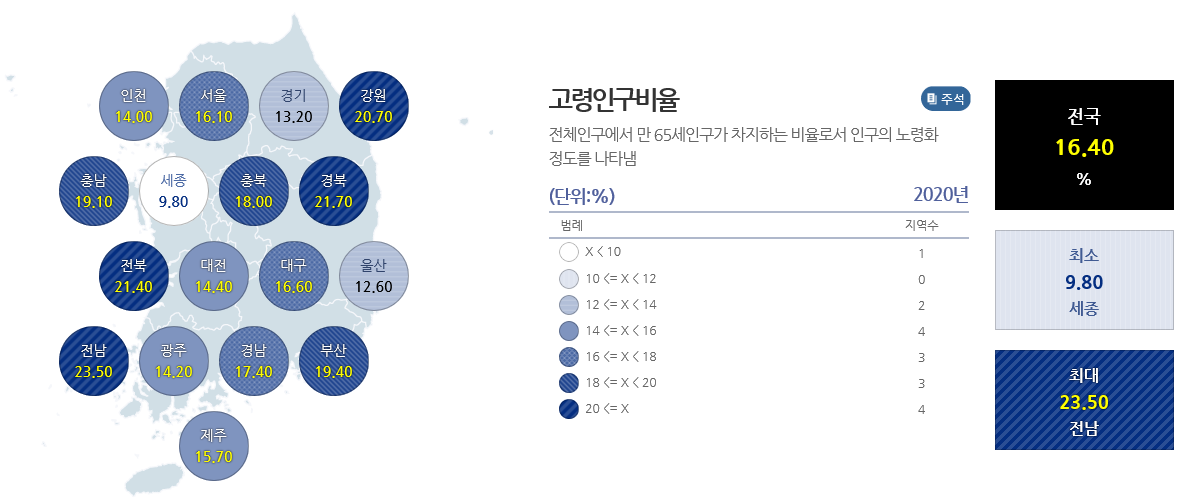 인천
14.00
서울
16.10
경기
13.20
강원
20.70
충남
19.10
세종
9.80
충북
18.00
경북
21.70
전북
21.40
대전
14.40
대구
16.60
울산
12.60
전남
23.50
광주
14.20
경남
17.40
부산
19.40
제주
15.70
고령인구비율
주석
전체인구에서 만 65세인구가 차지하는 비율로서 인구의 노령화
정도를 나타냄
(단위:%) 2020년
범례 지역수
X < 10 1
10 <= X < 12 0
12 <= X < 14 2
14 <= X < 16 4
16 <= X < 18 3
18 <= X < 20 3
20 <= X 4
전국
16.40
%
최소
9.80
세종
최대
23.50
전남